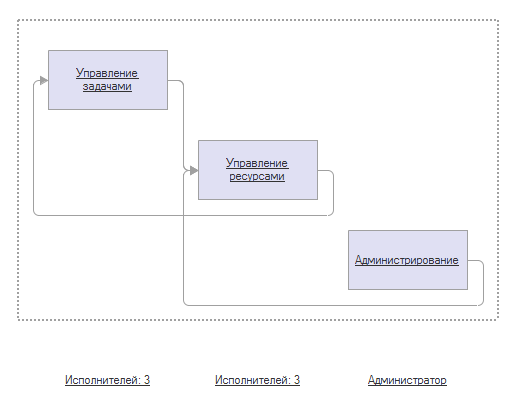 Управление
задачами
Управление
ресурсами
Администрирование
Исполнителей: 3
Исполнителей: 3
Администратор